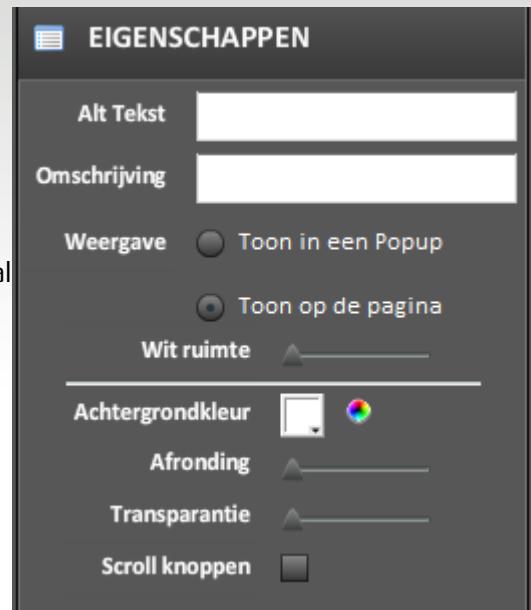 EIGENSCHAPPEN
Alt Tekst
Omschrijving
Weergave Toon in een Popup
al
Toon op de pagina
Wit ruimte
Achtergrondkleur
Afronding
Transparantie
Scroll knoppen